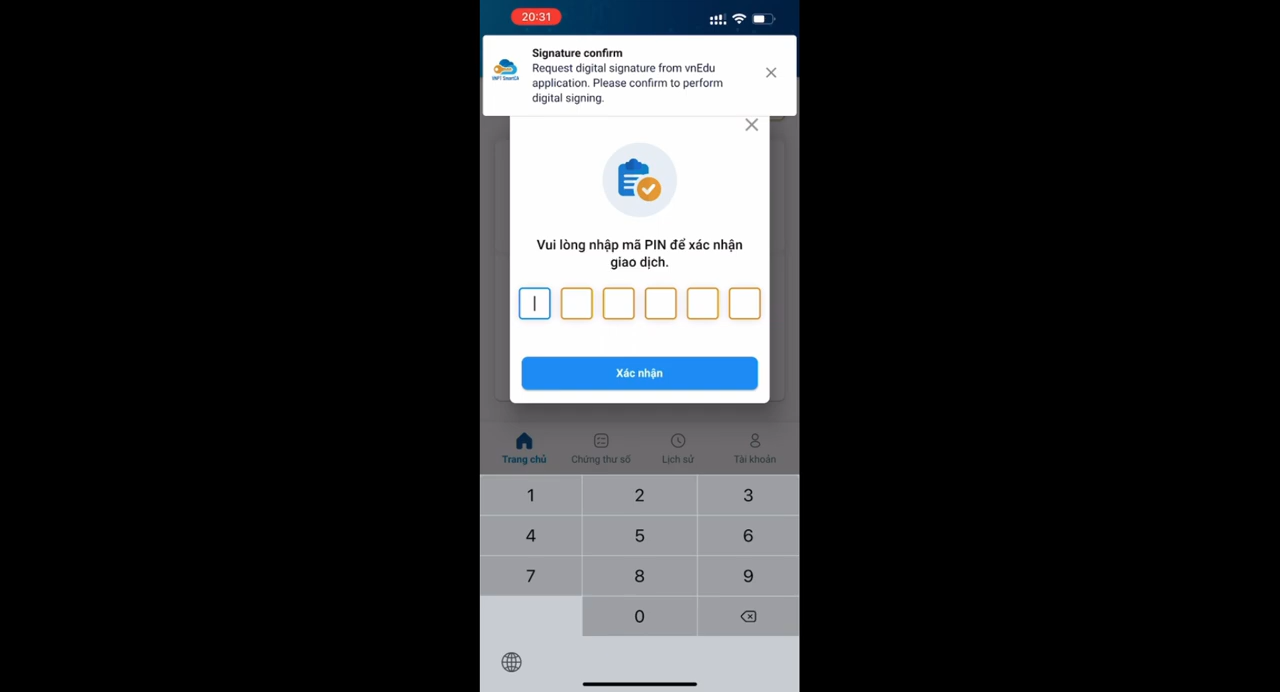 20:31
Signature confirm
Request digital signature from vnEdu
application. Please confirm to perform
digital signing.
VNPT SmartCA
Vui lòng nhập mã PIN để xác nhận
giao dịch.
Xác nhận
Trang chủ
Chứng thư số
Lịch sử
Tài khoản
1
2
3
4
5
6
7
8
9
0